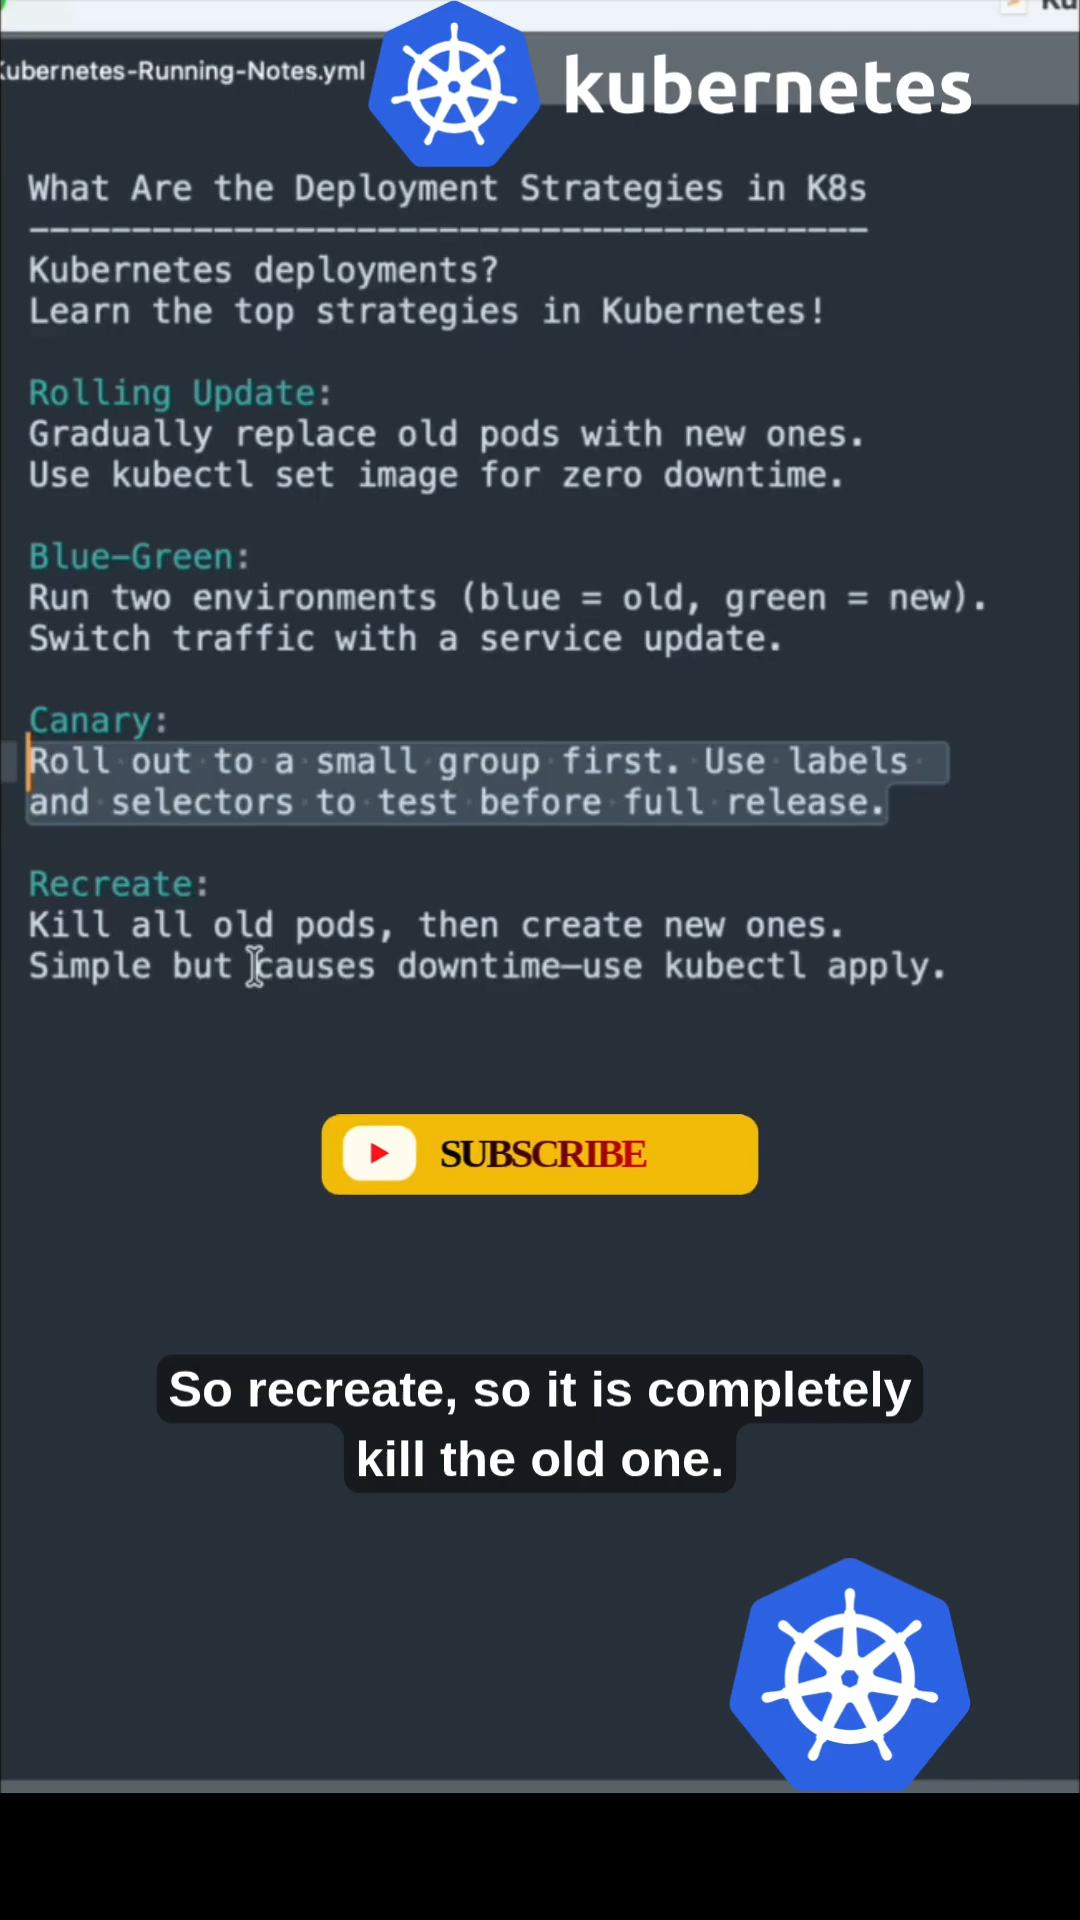 Kubernetes-Running-Notes.yml
kubernetes
What Are the Deployment Strategies in K8s
-----------------------------------------
Kubernetes deployments?
Learn the top strategies in Kubernetes!
Rolling Update:
Gradually replace old pods with new ones.
Use kubectl set image for zero downtime.
Blue-Green:
Run two environments (blue = old, green = new).
Switch traffic with a service update.
Canary:
Roll out to a small group first. Use labels
and selectors to test before full release.
Recreate:
Kill all old pods, then create new ones.
Simple but causes downtime—use kubectl apply.
SUBSCRIBE
So recreate, so it is completely
kill the old one.